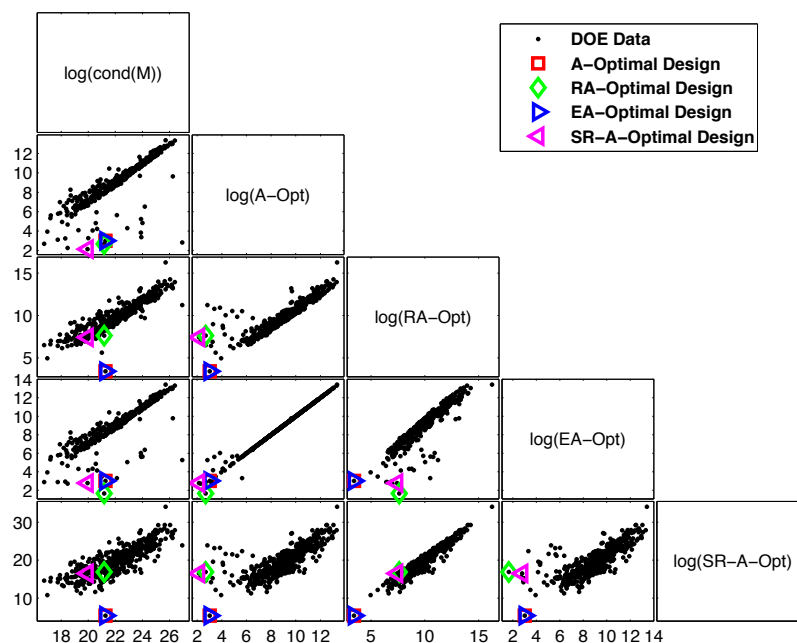 log(cond(M))
DOE Data
A-Optimal Design
RA-Optimal Design
EA-Optimal Design
SR-A-Optimal Design
12
10
8
6
4
2
log(A-Opt)
15
10
5
log(RA-Opt)
14
12
10
8
6
4
2
log(EA-Opt)
30
20
10
log(SR-A-Opt)
18 20 22 24 26
2 4 6 8 10 12
5 10 15
2 4 6 8 10 12 14